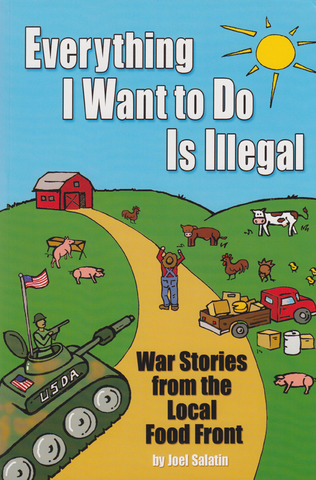 Everything
I Want to Do
Is Illegal
USDA
War Stories
from the
Local
Food Front
by Joel Salatin